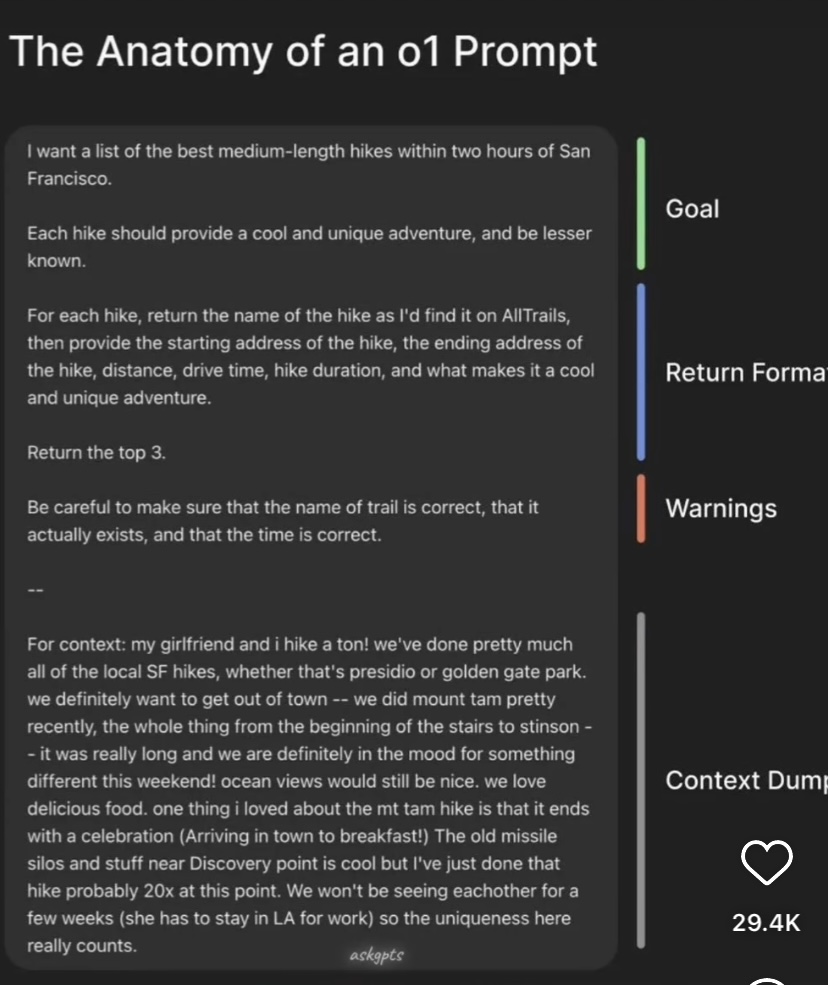 The Anatomy of an o1 Prompt
I want a list of the best medium-length hikes within two hours of San
Francisco.
Each hike should provide a cool and unique adventure, and be lesser
known.
Goal
For each hike, return the name of the hike as I'd find it on AllTrails,
then provide the starting address of the hike, the ending address of
the hike, distance, drive time, hike duration, and what makes it a cool
and unique adventure.
Return the top 3.
Return Forma
Be careful to make sure that the name of trail is correct, that it
actually exists, and that the time is correct.
Warnings
--
For context: my girlfriend and i hike a ton! we've done pretty much
all of the local SF hikes, whether that's presidio or golden gate park.
we definitely want to get out of town -- we did mount tam pretty
recently, the whole thing from the beginning of the stairs to stinson -
- it was really long and we are definitely in the mood for something
different this weekend! ocean views would still be nice. we love
delicious food. one thing i loved about the mt tam hike is that it ends
with a celebration (Arriving in town to breakfast!) The old missile
silos and stuff near Discovery point is cool but I've just done that
hike probably 20x at this point. We won't be seeing eachother for a
few weeks (she has to stay in LA for work) so the uniqueness here
really counts.
Context Dump
29.4K
askgpts